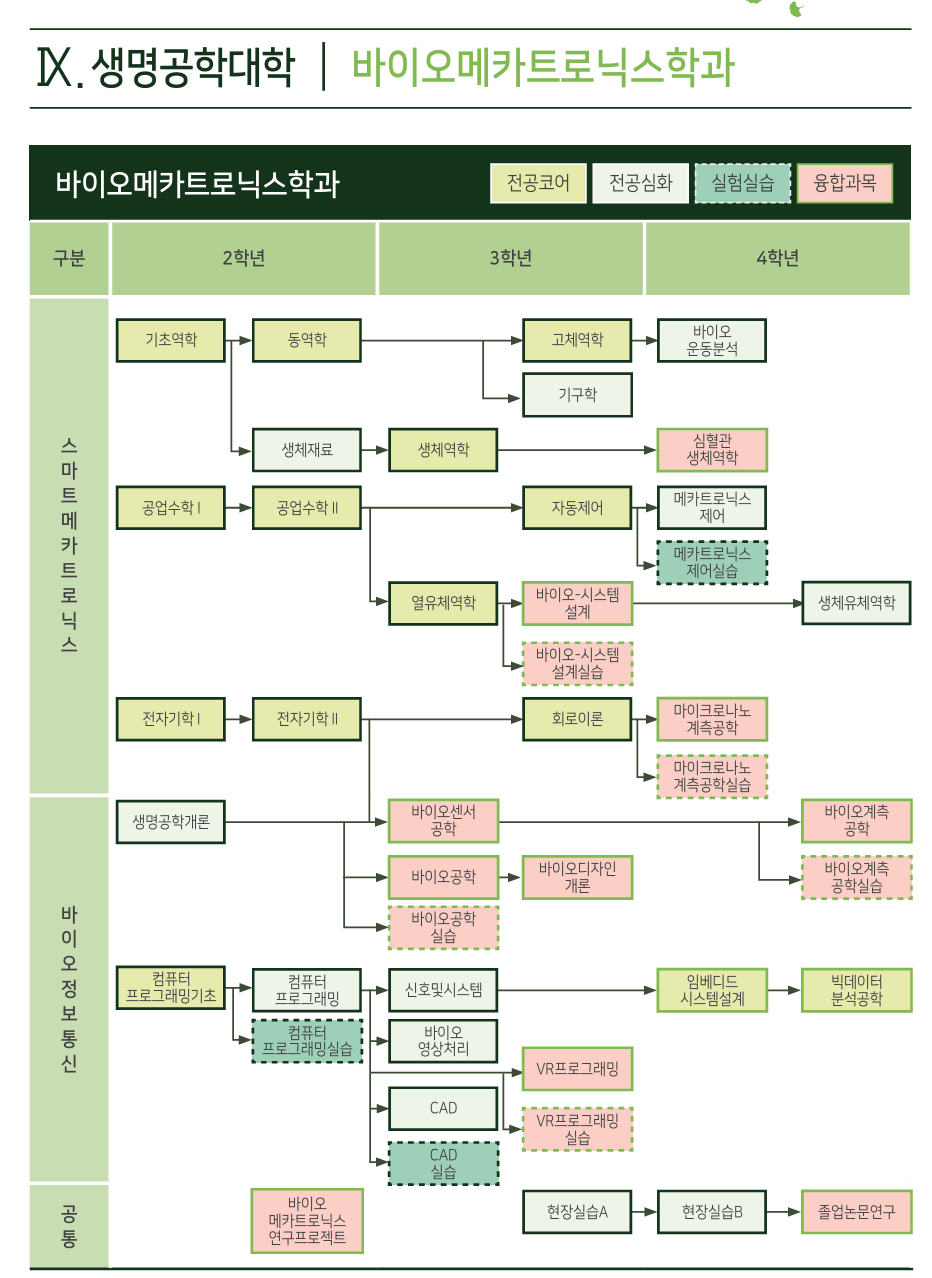 Ⅸ. 생명공학대학 | 바이오메카트로닉스학과
바이오메카트로닉스학과
전공코어
전공심화
실험실습
융합과목
구분
2학년
3학년
4학년
스마트메카트로닉스
기초역학
동역학
고체역학
바이오
운동분석
기구학
생체재료
생체역학
심혈관
생체역학
공업수학 I
공업수학 II
자동제어
메카트로닉스
제어
메카트로닉스
제어실습
열유체역학
바이오-시스템
설계
생체유체역학
바이오-시스템
설계실습
전자기학 I
전자기학 II
회로이론
마이크로나노
계측공학
마이크로나노
계측공학실습
바이오정보통신
생명공학개론
바이오센서
공학
바이오계측
공학
바이오공학
바이오디자인
개론
바이오계측
공학실습
바이오공학
실습
컴퓨터
프로그래밍기초
컴퓨터
프로그래밍
신호및시스템
임베디드
시스템설계
빅데이터
분석공학
컴퓨터
프로그래밍실습
바이오
영상처리
VR프로그래밍
CAD
VR프로그래밍
실습
CAD
실습
공통
바이오
메카트로닉스
연구프로젝트
현장실습A
현장실습B
졸업논문연구